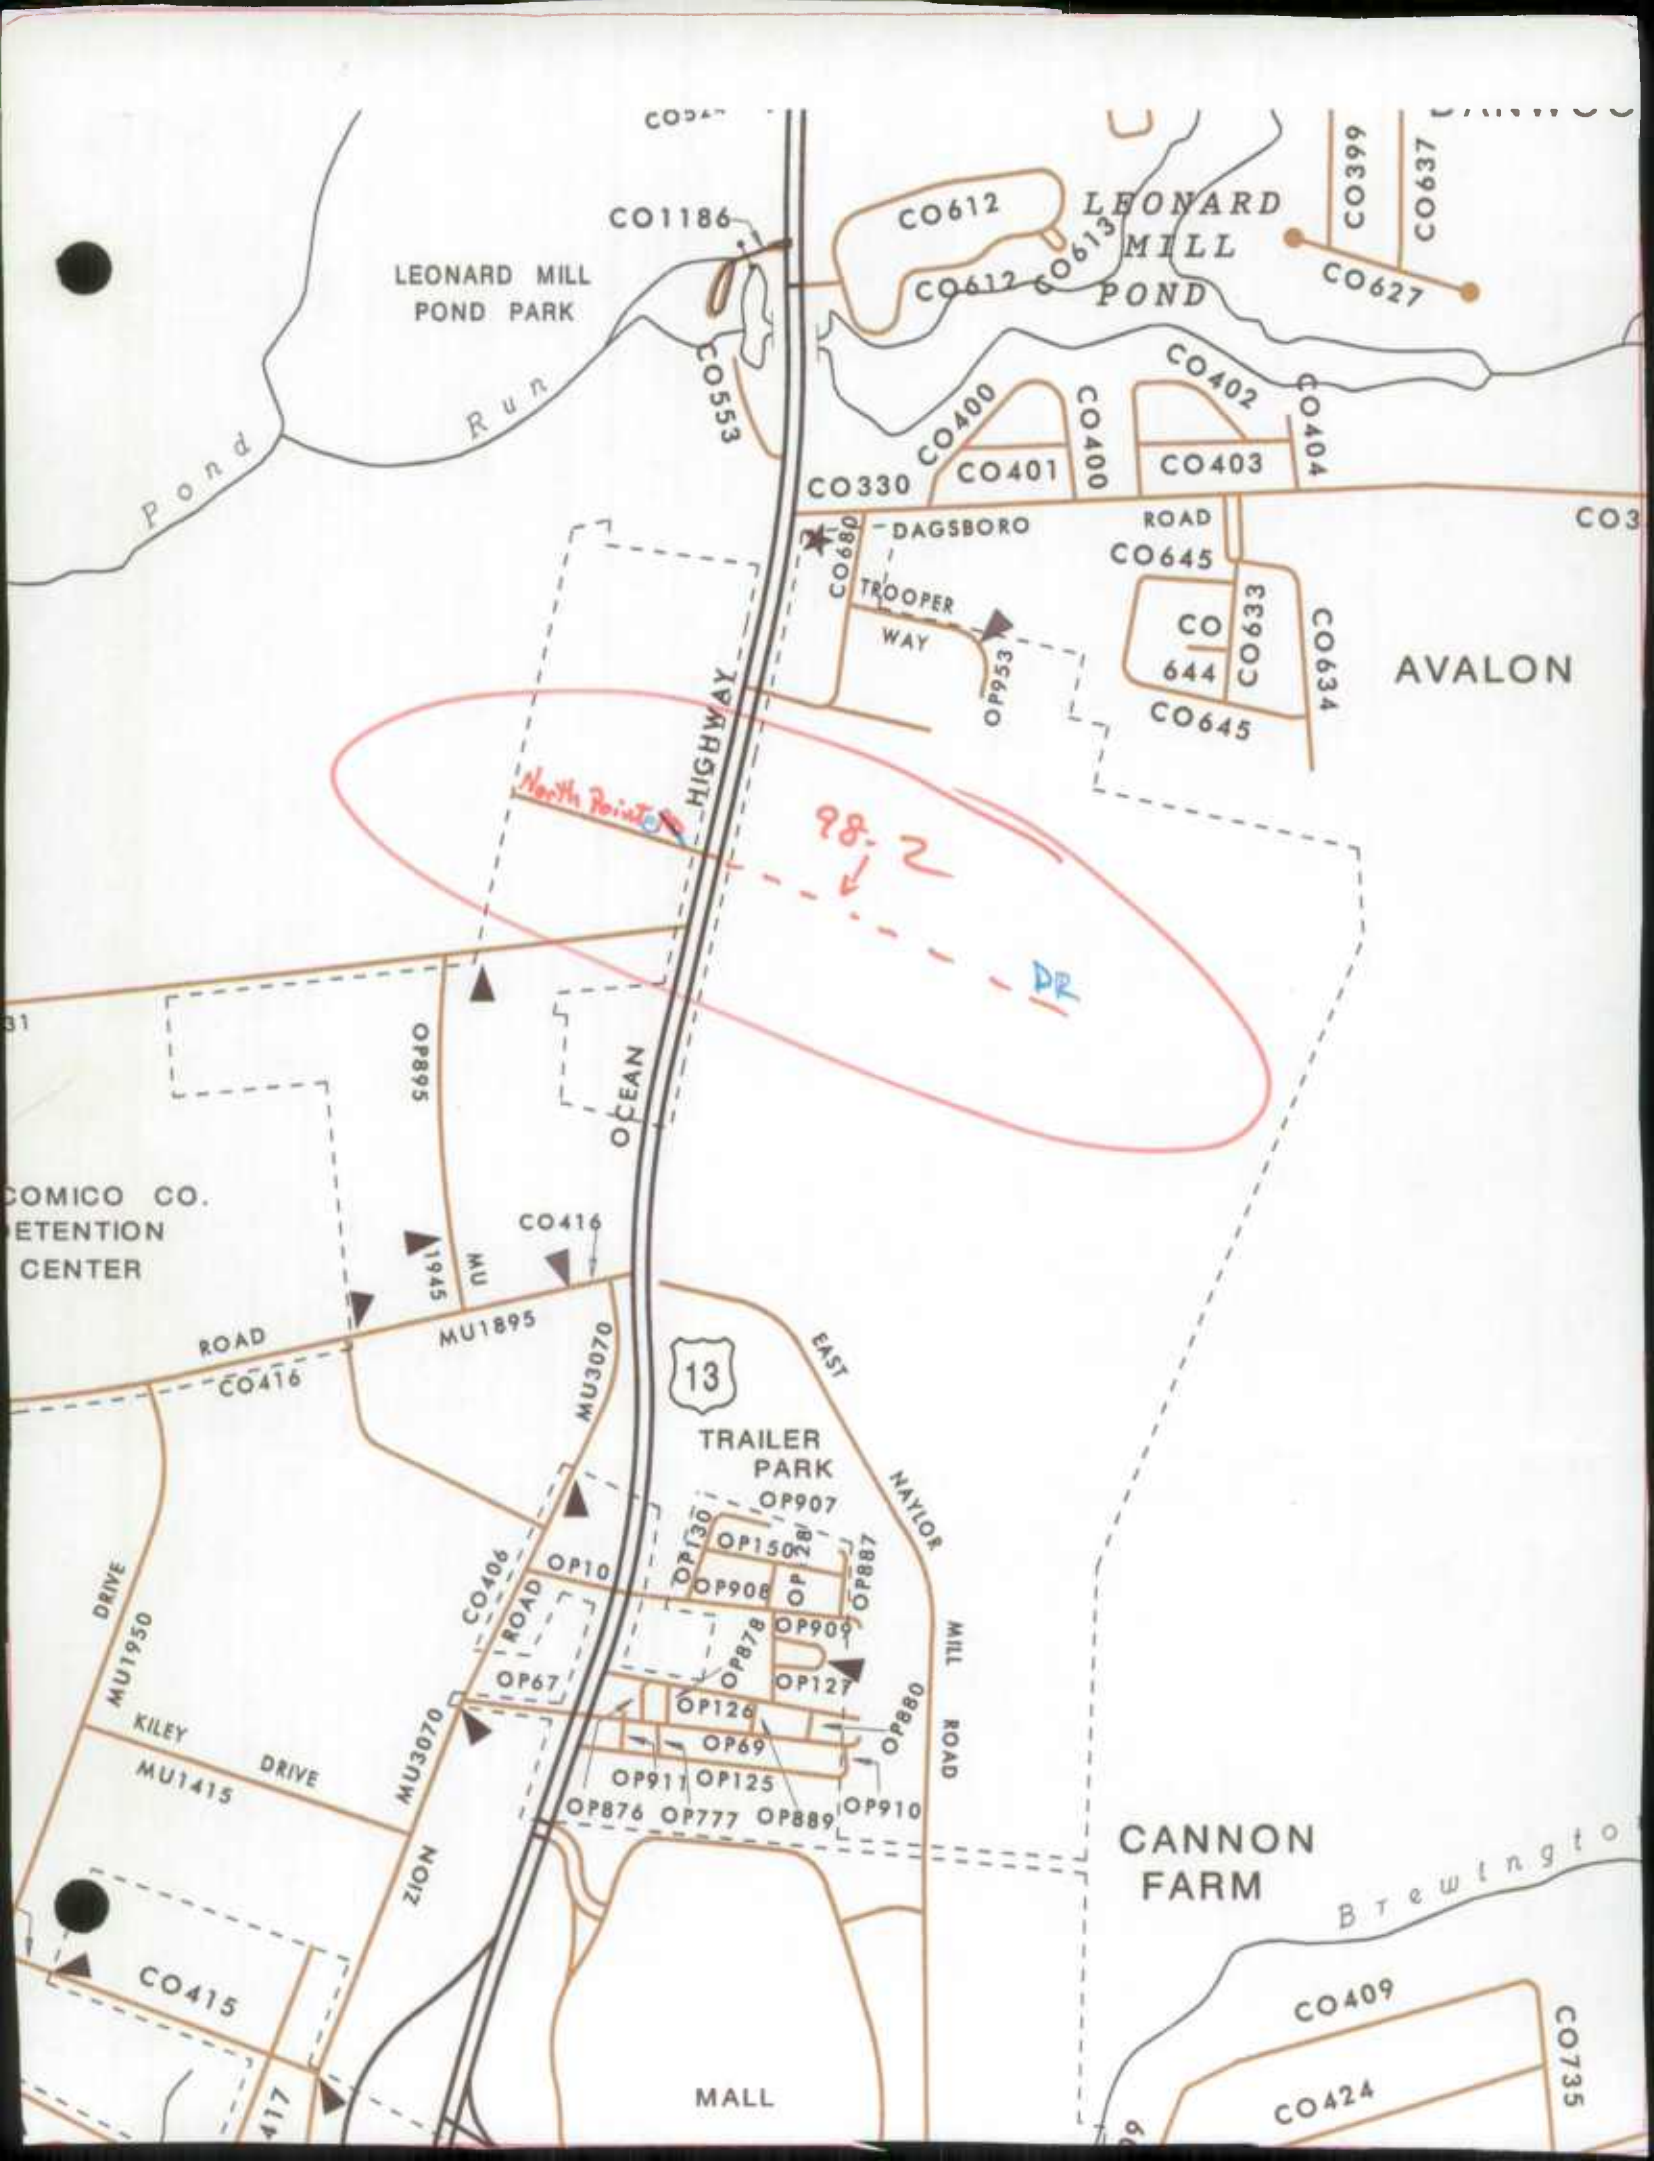 CO1186
LEONARD MILL
POND PARK
CO612
CO612
CO613
LEONARD
MILL
POND
CO399
CO637
CO627
Pond
Run
CO553
CO400
CO401
CO400
CO402
CO403
CO404
CO330
DAGSBORO
ROAD
CO680
TROOPER
WAY
OP953
CO645
CO
644
CO633
CO634
CO645
AVALON
HIGHWAY
North Pointe
98-2
DR
31
OP895
OCEAN
COMICO CO.
DETENTION
CENTER
CO416
1945
MU
ROAD
CO416
MU1895
MU3070
13
EAST
NAYLOR
MILL
ROAD
TRAILER
PARK
OP907
OP130
OP150
OP128
OP887
OP908
OP909
OP878
OP127
OP126
OP880
OP69
OP911
OP125
OP876
OP777
OP889
OP910
OP10
CO406
ROAD
OP67
DRIVE
MU1950
KILEY
DRIVE
MU1415
MU3070
ZION
CO415
417
MALL
CANNON
FARM
CO409
CO424
CO735